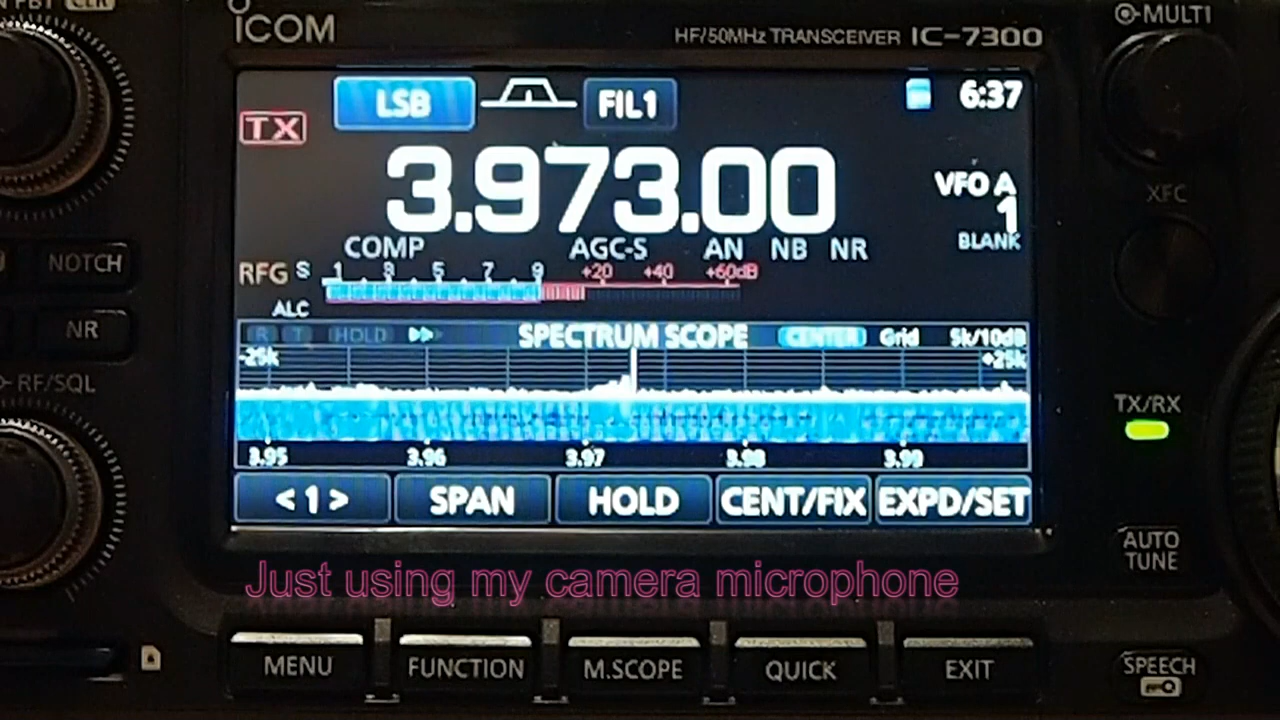 PBT CLR
ICOM
HF/50MHz TRANSCEIVER IC-7300
MULTI
LSB FIL1 6:37
TX
3.973.00
VFO A
1
BLANK
COMP AGC-S AN NB NR
RFG S 1 3 5 7 9 +20 +40 +60dB
ALC
R T HOLD SPECTRUM SCOPE CENTER Grid 5k/10dB
-25k +25k
3.95 3.96 3.97 3.98 3.99
< 1 > SPAN HOLD CENT/FIX EXPD/SET
NOTCH
NR
RF/SQL
XFC
TX/RX
AUTO
TUNE
Just using my camera microphone
MENU FUNCTION M.SCOPE QUICK EXIT
SPEECH